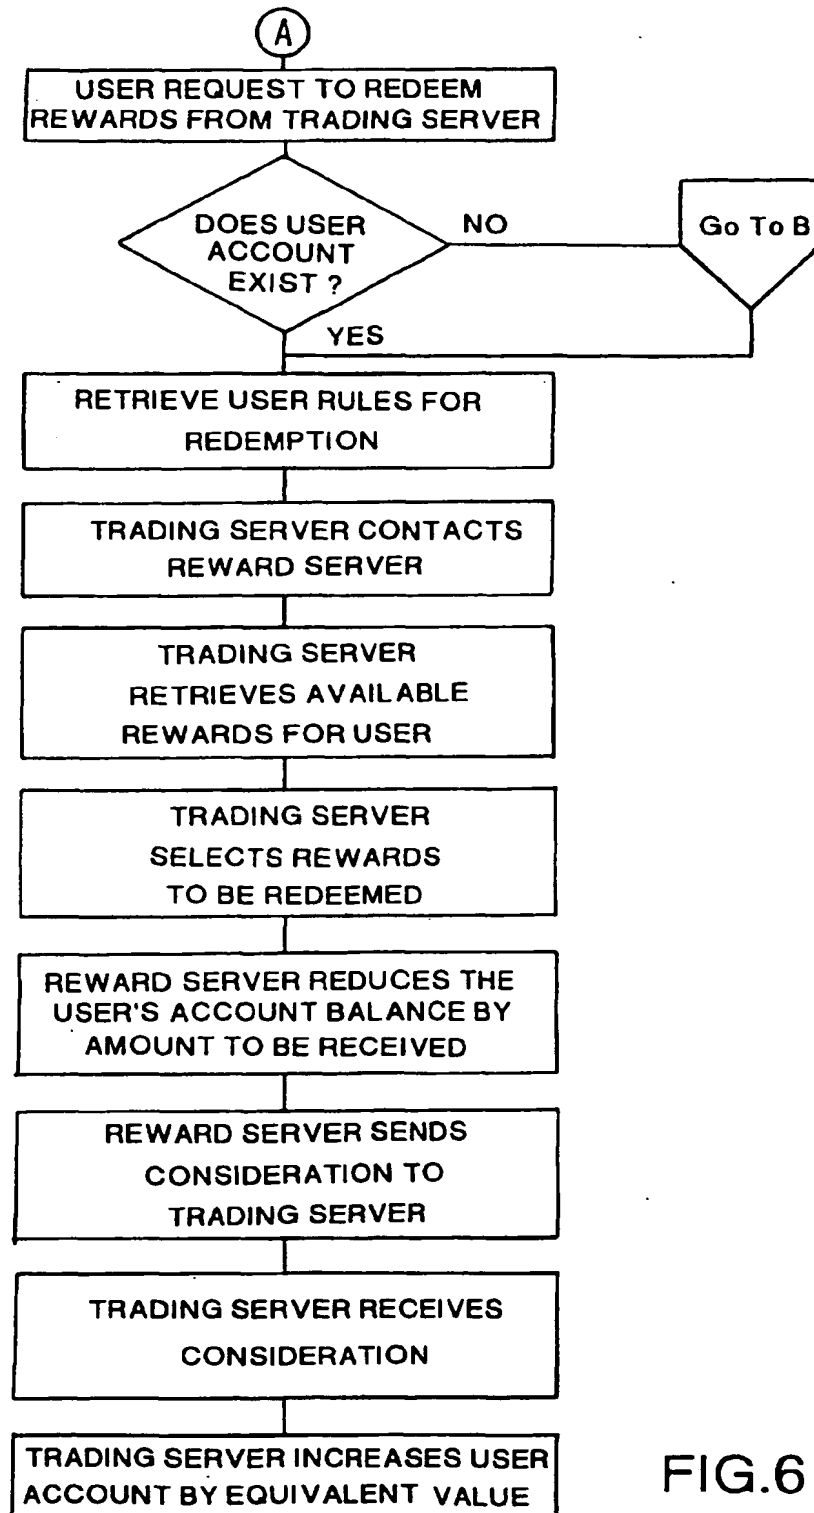 A
USER REQUEST TO REDEEM
REWARDS FROM TRADING SERVER
DOES USER
ACCOUNT
EXIST ?
NO
Go To B
YES
RETRIEVE USER RULES FOR
REDEMPTION
TRADING SERVER CONTACTS
REWARD SERVER
TRADING SERVER
RETRIEVES AVAILABLE
REWARDS FOR USER
TRADING SERVER
SELECTS REWARDS
TO BE REDEEMED
REWARD SERVER REDUCES THE
USER'S ACCOUNT BALANCE BY
AMOUNT TO BE RECEIVED
REWARD SERVER SENDS
CONSIDERATION TO
TRADING SERVER
TRADING SERVER RECEIVES
CONSIDERATION
TRADING SERVER INCREASES USER
ACCOUNT BY EQUIVALENT VALUE
FIG.6